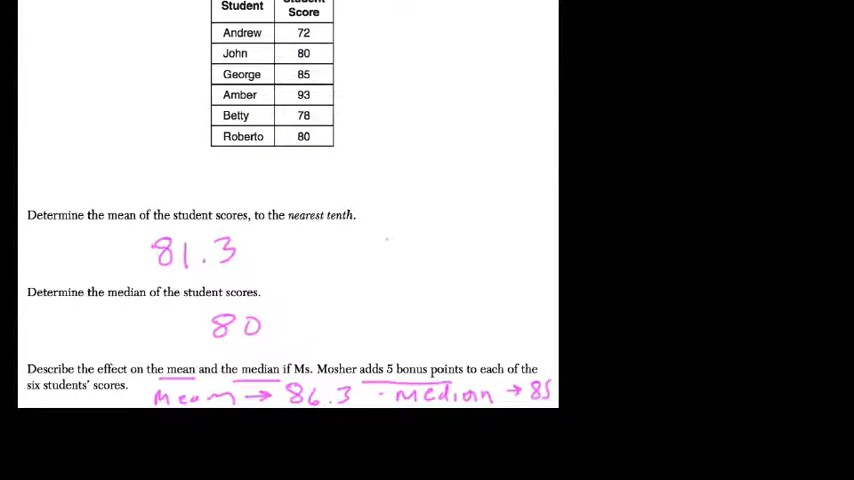 Student Student
Score
Andrew 72
John 80
George 85
Amber 93
Betty 78
Roberto 80
Determine the mean of the student scores, to the nearest tenth.
81.3
Determine the median of the student scores.
80
Describe the effect on the mean and the median if Ms. Mosher adds 5 bonus points to each of the
six students' scores.
Mean → 86.3 - Median → 85